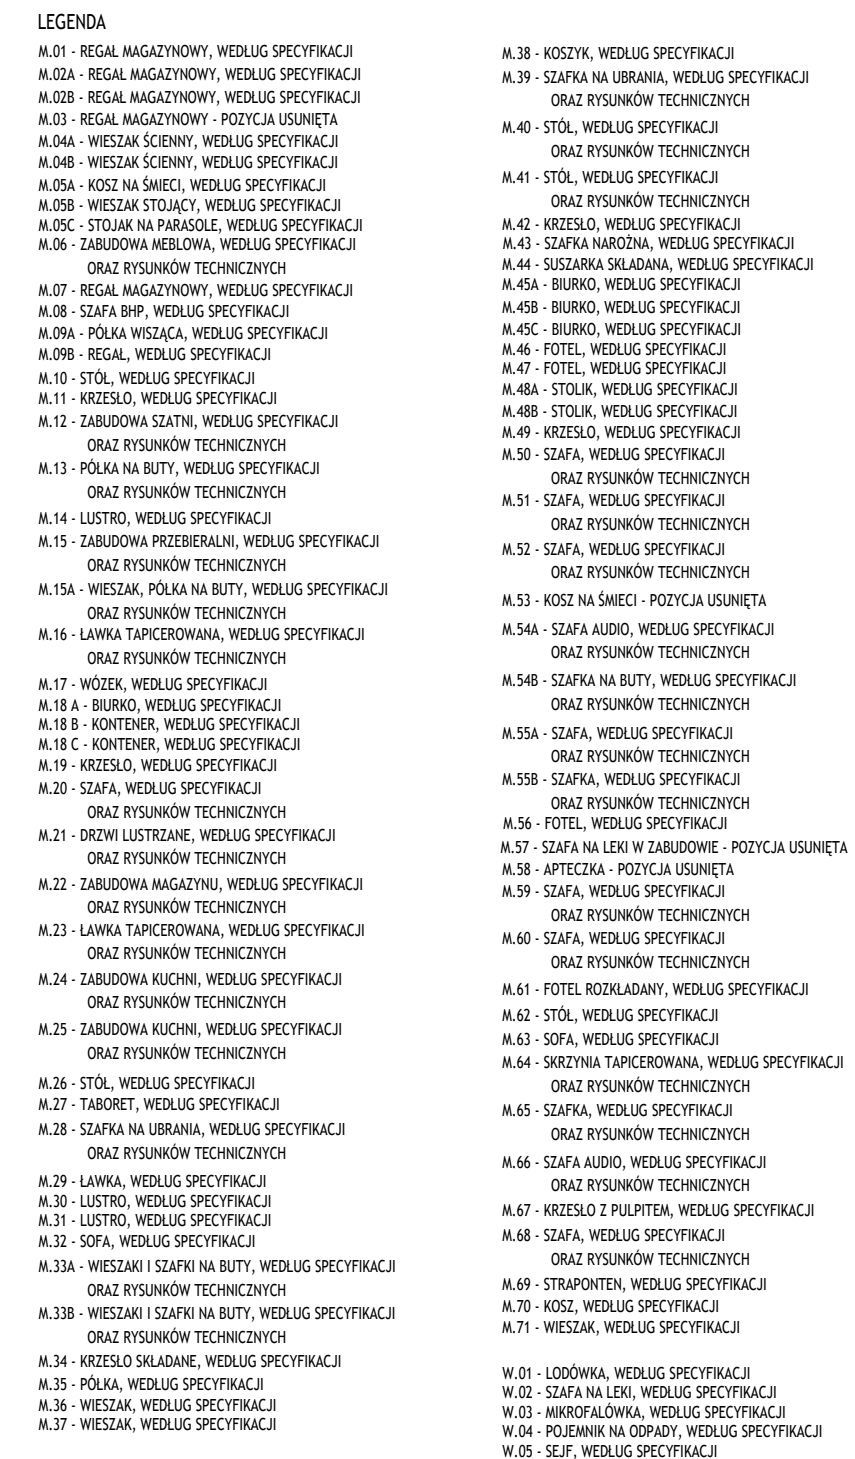 LEGENDA
M.01 - REGAŁ MAGAZYNOWY, WEDŁUG SPECYFIKACJI
M.02A - REGAŁ MAGAZYNOWY, WEDŁUG SPECYFIKACJI
M.02B - REGAŁ MAGAZYNOWY, WEDŁUG SPECYFIKACJI
M.03 - REGAŁ MAGAZYNOWY - POZYCJA USUNIĘTA
M.04A - WIESZAK ŚCIENNY, WEDŁUG SPECYFIKACJI
M.04B - WIESZAK ŚCIENNY, WEDŁUG SPECYFIKACJI
M.05A - KOSZ NA ŚMIECI, WEDŁUG SPECYFIKACJI
M.05B - WIESZAK STOJĄCY, WEDŁUG SPECYFIKACJI
M.05C - STOJAK NA PARASOLE, WEDŁUG SPECYFIKACJI
M.06 - ZABUDOWA MEBLOWA, WEDŁUG SPECYFIKACJI
ORAZ RYSUNKÓW TECHNICZNYCH
M.07 - REGAŁ MAGAZYNOWY, WEDŁUG SPECYFIKACJI
M.08 - SZAFA BHP, WEDŁUG SPECYFIKACJI
M.09A - PÓŁKA WISZĄCA, WEDŁUG SPECYFIKACJI
M.09B - REGAŁ, WEDŁUG SPECYFIKACJI
M.10 - STÓŁ, WEDŁUG SPECYFIKACJI
M.11 - KRZESŁO, WEDŁUG SPECYFIKACJI
M.12 - ZABUDOWA SZATNI, WEDŁUG SPECYFIKACJI
ORAZ RYSUNKÓW TECHNICZNYCH
M.13 - PÓŁKA NA BUTY, WEDŁUG SPECYFIKACJI
ORAZ RYSUNKÓW TECHNICZNYCH
M.14 - LUSTRO, WEDŁUG SPECYFIKACJI
M.15 - ZABUDOWA PRZEBIERALNI, WEDŁUG SPECYFIKACJI
ORAZ RYSUNKÓW TECHNICZNYCH
M.15A - WIESZAK, PÓŁKA NA BUTY, WEDŁUG SPECYFIKACJI
ORAZ RYSUNKÓW TECHNICZNYCH
M.16 - ŁAWKA TAPICEROWANA, WEDŁUG SPECYFIKACJI
ORAZ RYSUNKÓW TECHNICZNYCH
M.17 - WÓZEK, WEDŁUG SPECYFIKACJI
M.18 A - BIURKO, WEDŁUG SPECYFIKACJI
M.18 B - KONTENER, WEDŁUG SPECYFIKACJI
M.18 C - KONTENER, WEDŁUG SPECYFIKACJI
M.19 - KRZESŁO, WEDŁUG SPECYFIKACJI
M.20 - SZAFA, WEDŁUG SPECYFIKACJI
ORAZ RYSUNKÓW TECHNICZNYCH
M.21 - DRZWI LUSTRZANE, WEDŁUG SPECYFIKACJI
ORAZ RYSUNKÓW TECHNICZNYCH
M.22 - ZABUDOWA MAGAZYNU, WEDŁUG SPECYFIKACJI
ORAZ RYSUNKÓW TECHNICZNYCH
M.23 - ŁAWKA TAPICEROWANA, WEDŁUG SPECYFIKACJI
ORAZ RYSUNKÓW TECHNICZNYCH
M.24 - ZABUDOWA KUCHNI, WEDŁUG SPECYFIKACJI
ORAZ RYSUNKÓW TECHNICZNYCH
M.25 - ZABUDOWA KUCHNI, WEDŁUG SPECYFIKACJI
ORAZ RYSUNKÓW TECHNICZNYCH
M.26 - STÓŁ, WEDŁUG SPECYFIKACJI
M.27 - TABORET, WEDŁUG SPECYFIKACJI
M.28 - SZAFKA NA UBRANIA, WEDŁUG SPECYFIKACJI
ORAZ RYSUNKÓW TECHNICZNYCH
M.29 - ŁAWKA, WEDŁUG SPECYFIKACJI
M.30 - LUSTRO, WEDŁUG SPECYFIKACJI
M.31 - LUSTRO, WEDŁUG SPECYFIKACJI
M.32 - SOFA, WEDŁUG SPECYFIKACJI
M.33A - WIESZAKI I SZAFKI NA BUTY, WEDŁUG SPECYFIKACJI
ORAZ RYSUNKÓW TECHNICZNYCH
M.33B - WIESZAKI I SZAFKI NA BUTY, WEDŁUG SPECYFIKACJI
ORAZ RYSUNKÓW TECHNICZNYCH
M.34 - KRZESŁO SKŁADANE, WEDŁUG SPECYFIKACJI
M.35 - PÓŁKA, WEDŁUG SPECYFIKACJI
M.36 - WIESZAK, WEDŁUG SPECYFIKACJI
M.37 - WIESZAK, WEDŁUG SPECYFIKACJI
M.38 - KOSZYK, WEDŁUG SPECYFIKACJI
M.39 - SZAFKA NA UBRANIA, WEDŁUG SPECYFIKACJI
ORAZ RYSUNKÓW TECHNICZNYCH
M.40 - STÓŁ, WEDŁUG SPECYFIKACJI
ORAZ RYSUNKÓW TECHNICZNYCH
M.41 - STÓŁ, WEDŁUG SPECYFIKACJI
ORAZ RYSUNKÓW TECHNICZNYCH
M.42 - KRZESŁO, WEDŁUG SPECYFIKACJI
M.43 - SZAFKA NAROŻNA, WEDŁUG SPECYFIKACJI
M.44 - SUSZARKA SKŁADANA, WEDŁUG SPECYFIKACJI
M.45A - BIURKO, WEDŁUG SPECYFIKACJI
M.45B - BIURKO, WEDŁUG SPECYFIKACJI
M.45C - BIURKO, WEDŁUG SPECYFIKACJI
M.46 - FOTEL, WEDŁUG SPECYFIKACJI
M.47 - FOTEL, WEDŁUG SPECYFIKACJI
M.48A - STOLIK, WEDŁUG SPECYFIKACJI
M.48B - STOLIK, WEDŁUG SPECYFIKACJI
M.49 - KRZESŁO, WEDŁUG SPECYFIKACJI
M.50 - SZAFA, WEDŁUG SPECYFIKACJI
ORAZ RYSUNKÓW TECHNICZNYCH
M.51 - SZAFA, WEDŁUG SPECYFIKACJI
ORAZ RYSUNKÓW TECHNICZNYCH
M.52 - SZAFA, WEDŁUG SPECYFIKACJI
ORAZ RYSUNKÓW TECHNICZNYCH
M.53 - KOSZ NA ŚMIECI - POZYCJA USUNIĘTA
M.54A - SZAFA AUDIO, WEDŁUG SPECYFIKACJI
ORAZ RYSUNKÓW TECHNICZNYCH
M.54B - SZAFKA NA BUTY, WEDŁUG SPECYFIKACJI
ORAZ RYSUNKÓW TECHNICZNYCH
M.55A - SZAFA, WEDŁUG SPECYFIKACJI
ORAZ RYSUNKÓW TECHNICZNYCH
M.55B - SZAFKA, WEDŁUG SPECYFIKACJI
ORAZ RYSUNKÓW TECHNICZNYCH
M.56 - FOTEL, WEDŁUG SPECYFIKACJI
M.57 - SZAFA NA LEKI W ZABUDOWIE - POZYCJA USUNIĘTA
M.58 - APTECZKA - POZYCJA USUNIĘTA
M.59 - SZAFA, WEDŁUG SPECYFIKACJI
ORAZ RYSUNKÓW TECHNICZNYCH
M.60 - SZAFA, WEDŁUG SPECYFIKACJI
ORAZ RYSUNKÓW TECHNICZNYCH
M.61 - FOTEL ROZKŁADANY, WEDŁUG SPECYFIKACJI
M.62 - STÓŁ, WEDŁUG SPECYFIKACJI
M.63 - SOFA, WEDŁUG SPECYFIKACJI
M.64 - SKRZYNIA TAPICEROWANA, WEDŁUG SPECYFIKACJI
ORAZ RYSUNKÓW TECHNICZNYCH
M.65 - SZAFKA, WEDŁUG SPECYFIKACJI
ORAZ RYSUNKÓW TECHNICZNYCH
M.66 - SZAFA AUDIO, WEDŁUG SPECYFIKACJI
ORAZ RYSUNKÓW TECHNICZNYCH
M.67 - KRZESŁO Z PULPITEM, WEDŁUG SPECYFIKACJI
M.68 - SZAFA, WEDŁUG SPECYFIKACJI
ORAZ RYSUNKÓW TECHNICZNYCH
M.69 - STRAPONTEN, WEDŁUG SPECYFIKACJI
M.70 - KOSZ, WEDŁUG SPECYFIKACJI
M.71 - WIESZAK, WEDŁUG SPECYFIKACJI
W.01 - LODÓWKA, WEDŁUG SPECYFIKACJI
W.02 - SZAFA NA LEKI, WEDŁUG SPECYFIKACJI
W.03 - MIKROFALÓWKA, WEDŁUG SPECYFIKACJI
W.04 - POJEMNIK NA ODPADY, WEDŁUG SPECYFIKACJI
W.05 - SEJF, WEDŁUG SPECYFIKACJI